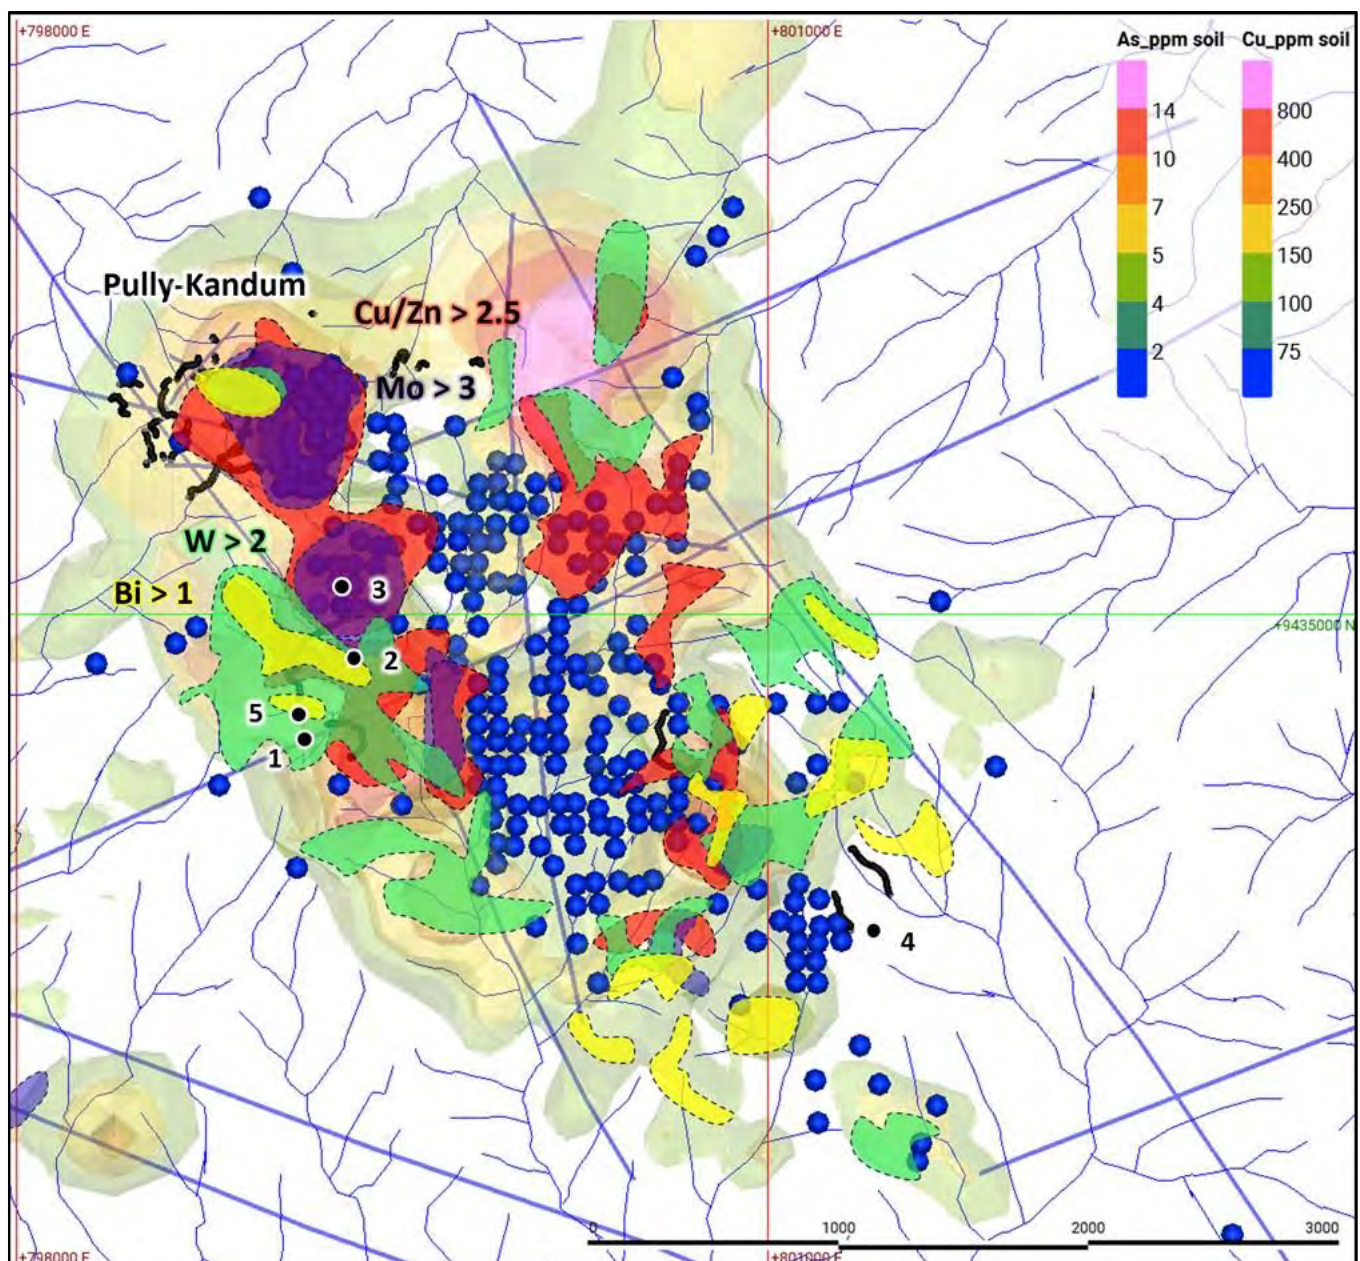 +798000 E
+801000 E
As_ppm soil Cu_ppm soil
14 800
10 400
7 250
5 150
4 100
2 75
Pully-Kandum
Cu/Zn > 2.5
Mo > 3
W > 2
Bi > 1
3
+9435000 N
2
5
1
4
0 1000 2000 3000
+798000 E
+801000 E